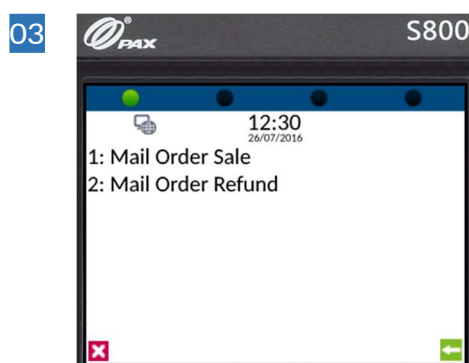 03
PAX
S800
12:30
26/07/2016
1: Mail Order Sale
2: Mail Order Refund